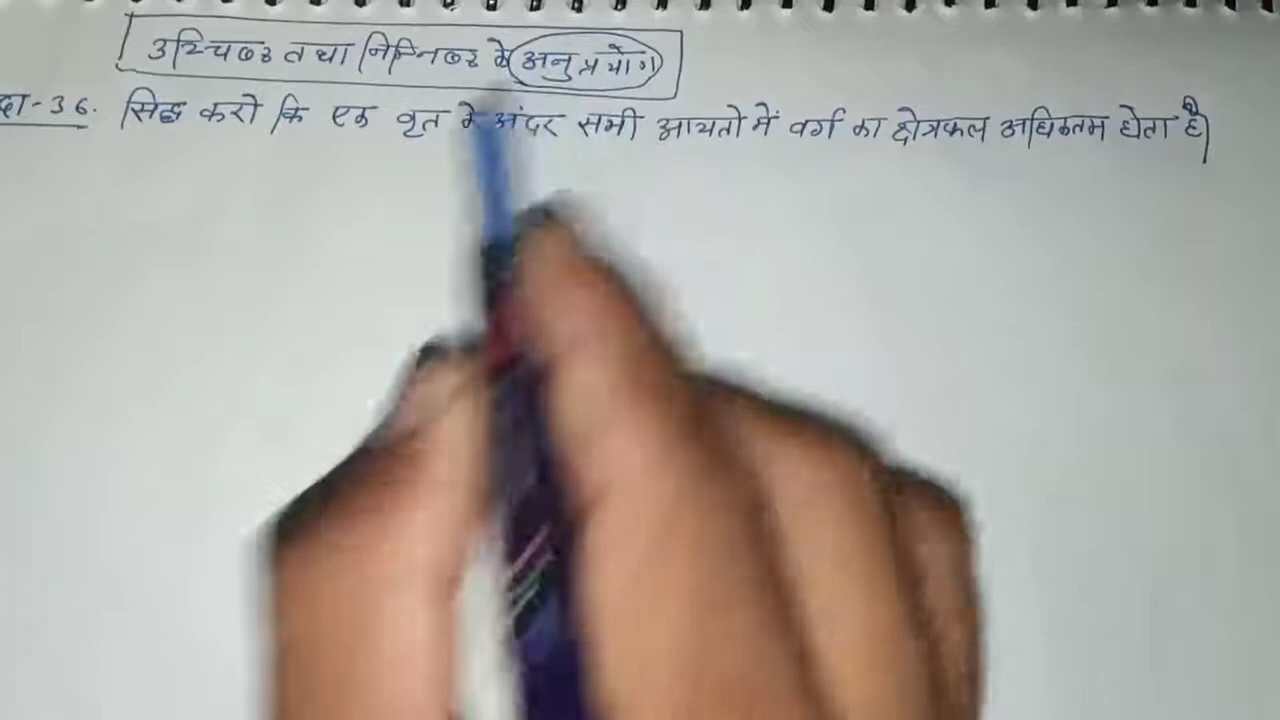 उच्चिष्ठ तथा निम्निष्ठ के अनुप्रयोग
दा-36. सिद्ध करो कि एक वृत के अंदर सभी आयतो में वर्ग का क्षेत्रफल अधिकतम होता है।